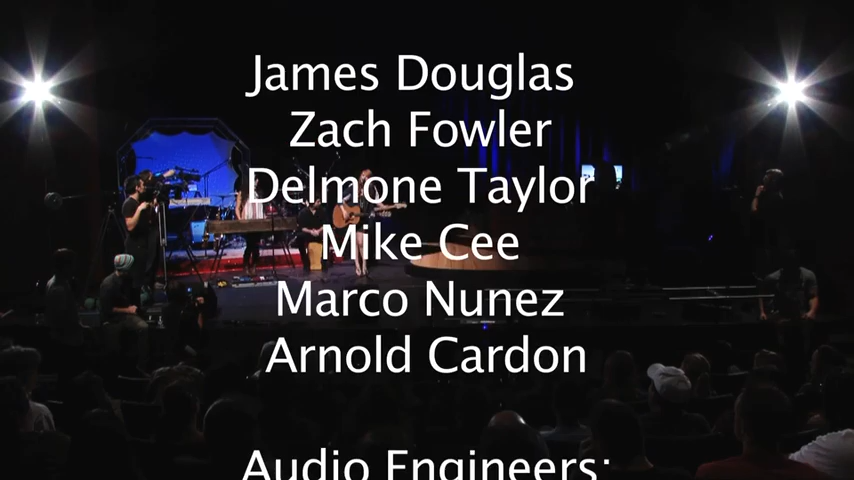 James Douglas
Zach Fowler
Delmone Taylor
Mike Cee
Marco Nunez
Arnold Cardon
Audio Engineers: